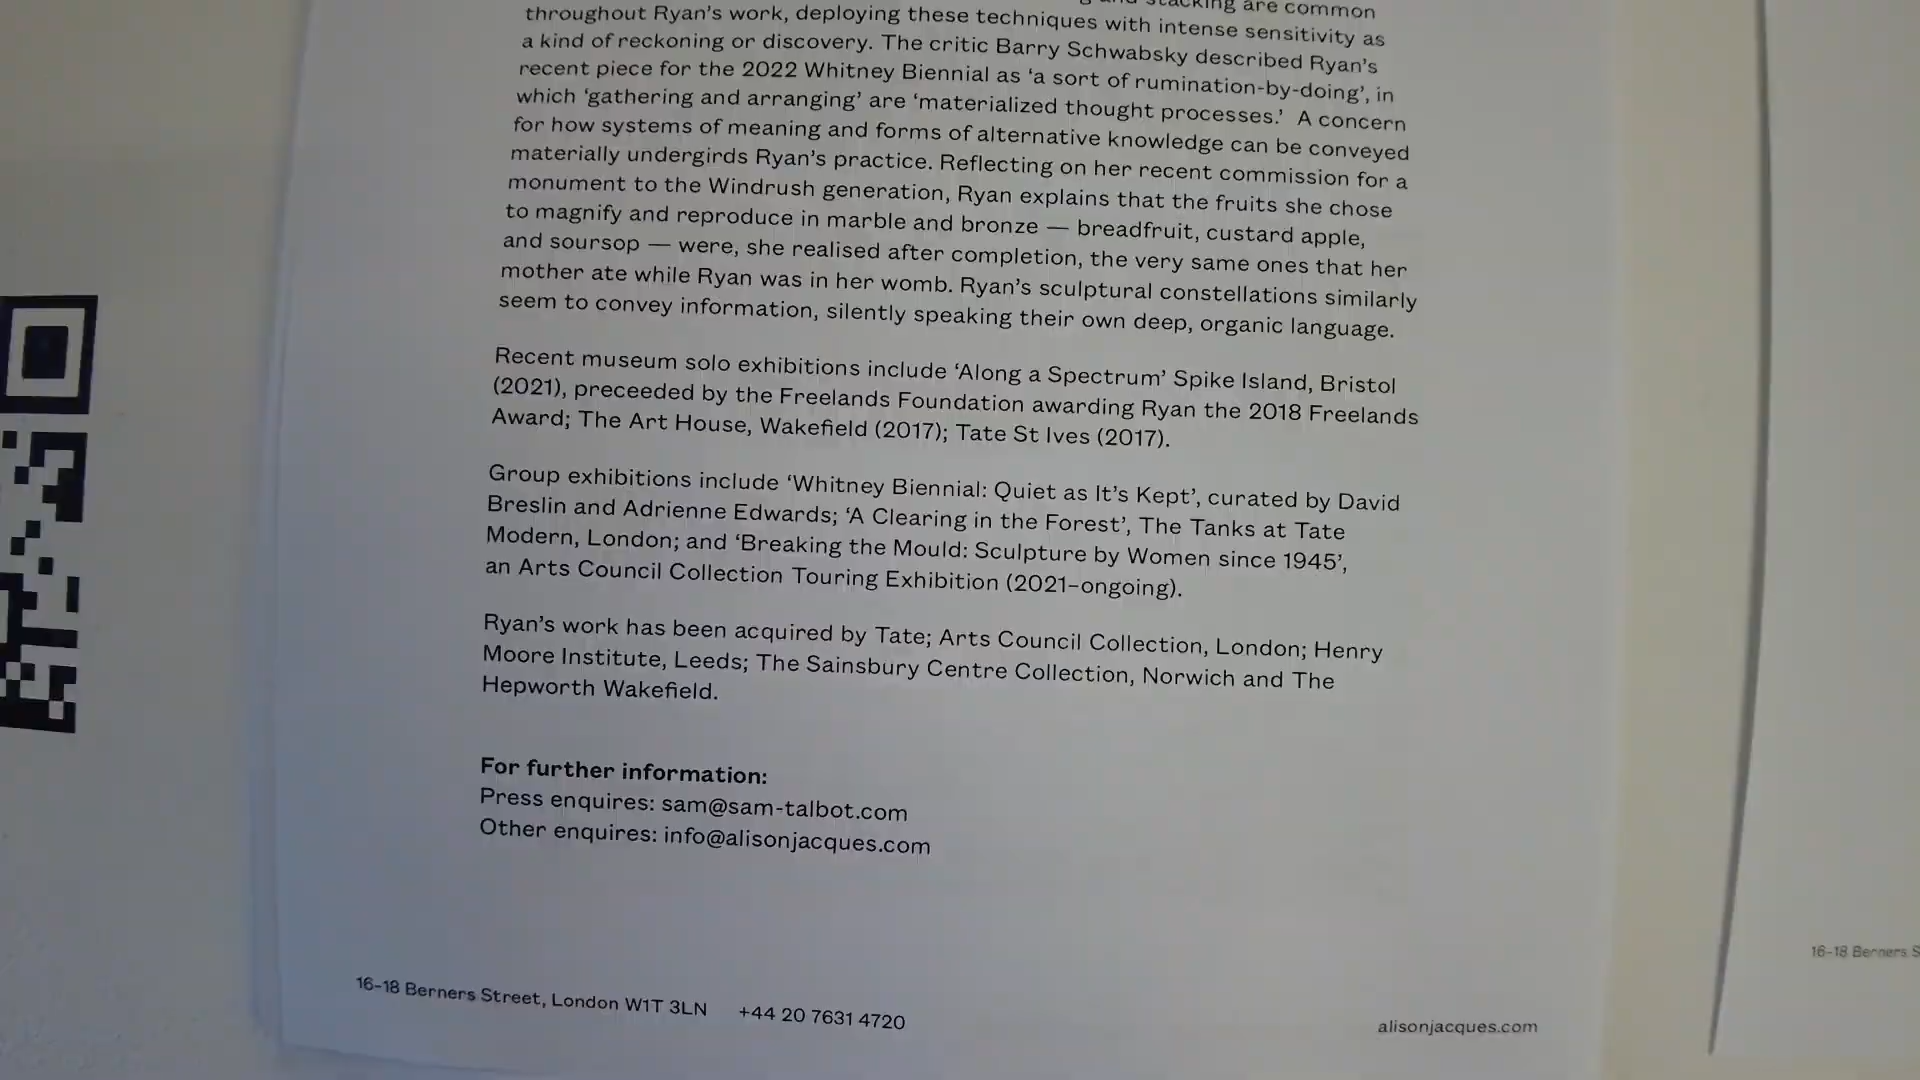 stacking are common
throughout Ryan's work, deploying these techniques with intense sensitivity as
a kind of reckoning or discovery. The critic Barry Schwabsky described Ryan's
recent piece for the 2022 Whitney Biennial as ‘a sort of rumination-by-doing’, in
which ‘gathering and arranging’ are ‘materialized thought processes.’ A concern
for how systems of meaning and forms of alternative knowledge can be conveyed
materially undergirds Ryan's practice. Reflecting on her recent commission for a
monument to the Windrush generation, Ryan explains that the fruits she chose
to magnify and reproduce in marble and bronze — breadfruit, custard apple,
and soursop — were, she realised after completion, the very same ones that her
mother ate while Ryan was in her womb. Ryan's sculptural constellations similarly
seem to convey information, silently speaking their own deep, organic language.
Recent museum solo exhibitions include ‘Along a Spectrum’ Spike Island, Bristol
(2021), preceeded by the Freelands Foundation awarding Ryan the 2018 Freelands
Award; The Art House, Wakefield (2017); Tate St Ives (2017).
Group exhibitions include ‘Whitney Biennial: Quiet as It's Kept’, curated by David
Breslin and Adrienne Edwards; ‘A Clearing in the Forest’, The Tanks at Tate
Modern, London; and ‘Breaking the Mould: Sculpture by Women since 1945’,
an Arts Council Collection Touring Exhibition (2021–ongoing).
Ryan's work has been acquired by Tate; Arts Council Collection, London; Henry
Moore Institute, Leeds; The Sainsbury Centre Collection, Norwich and The
Hepworth Wakefield.
For further information:
Press enquires: sam@sam-talbot.com
Other enquires: info@alisonjacques.com
16–18 Berners Street, London W1T 3LN +44 20 7631 4720
alisonjacques.com
16–18 Berners S